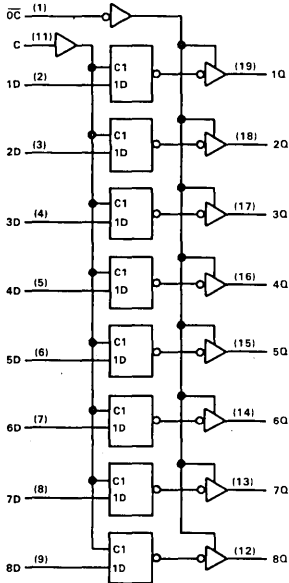 OC (1)
C (11)
C1 (19)
1D (2) 1D 1Q
C1 (18)
2D (3) 1D 2Q
C1 (17)
3D (4) 1D 3Q
C1 (16)
4D (5) 1D 4Q
C1 (15)
5D (6) 1D 5Q
C1 (14)
6D (7) 1D 6Q
C1 (13)
7D (8) 1D 7Q
C1 (12)
8D (9) 1D 8Q